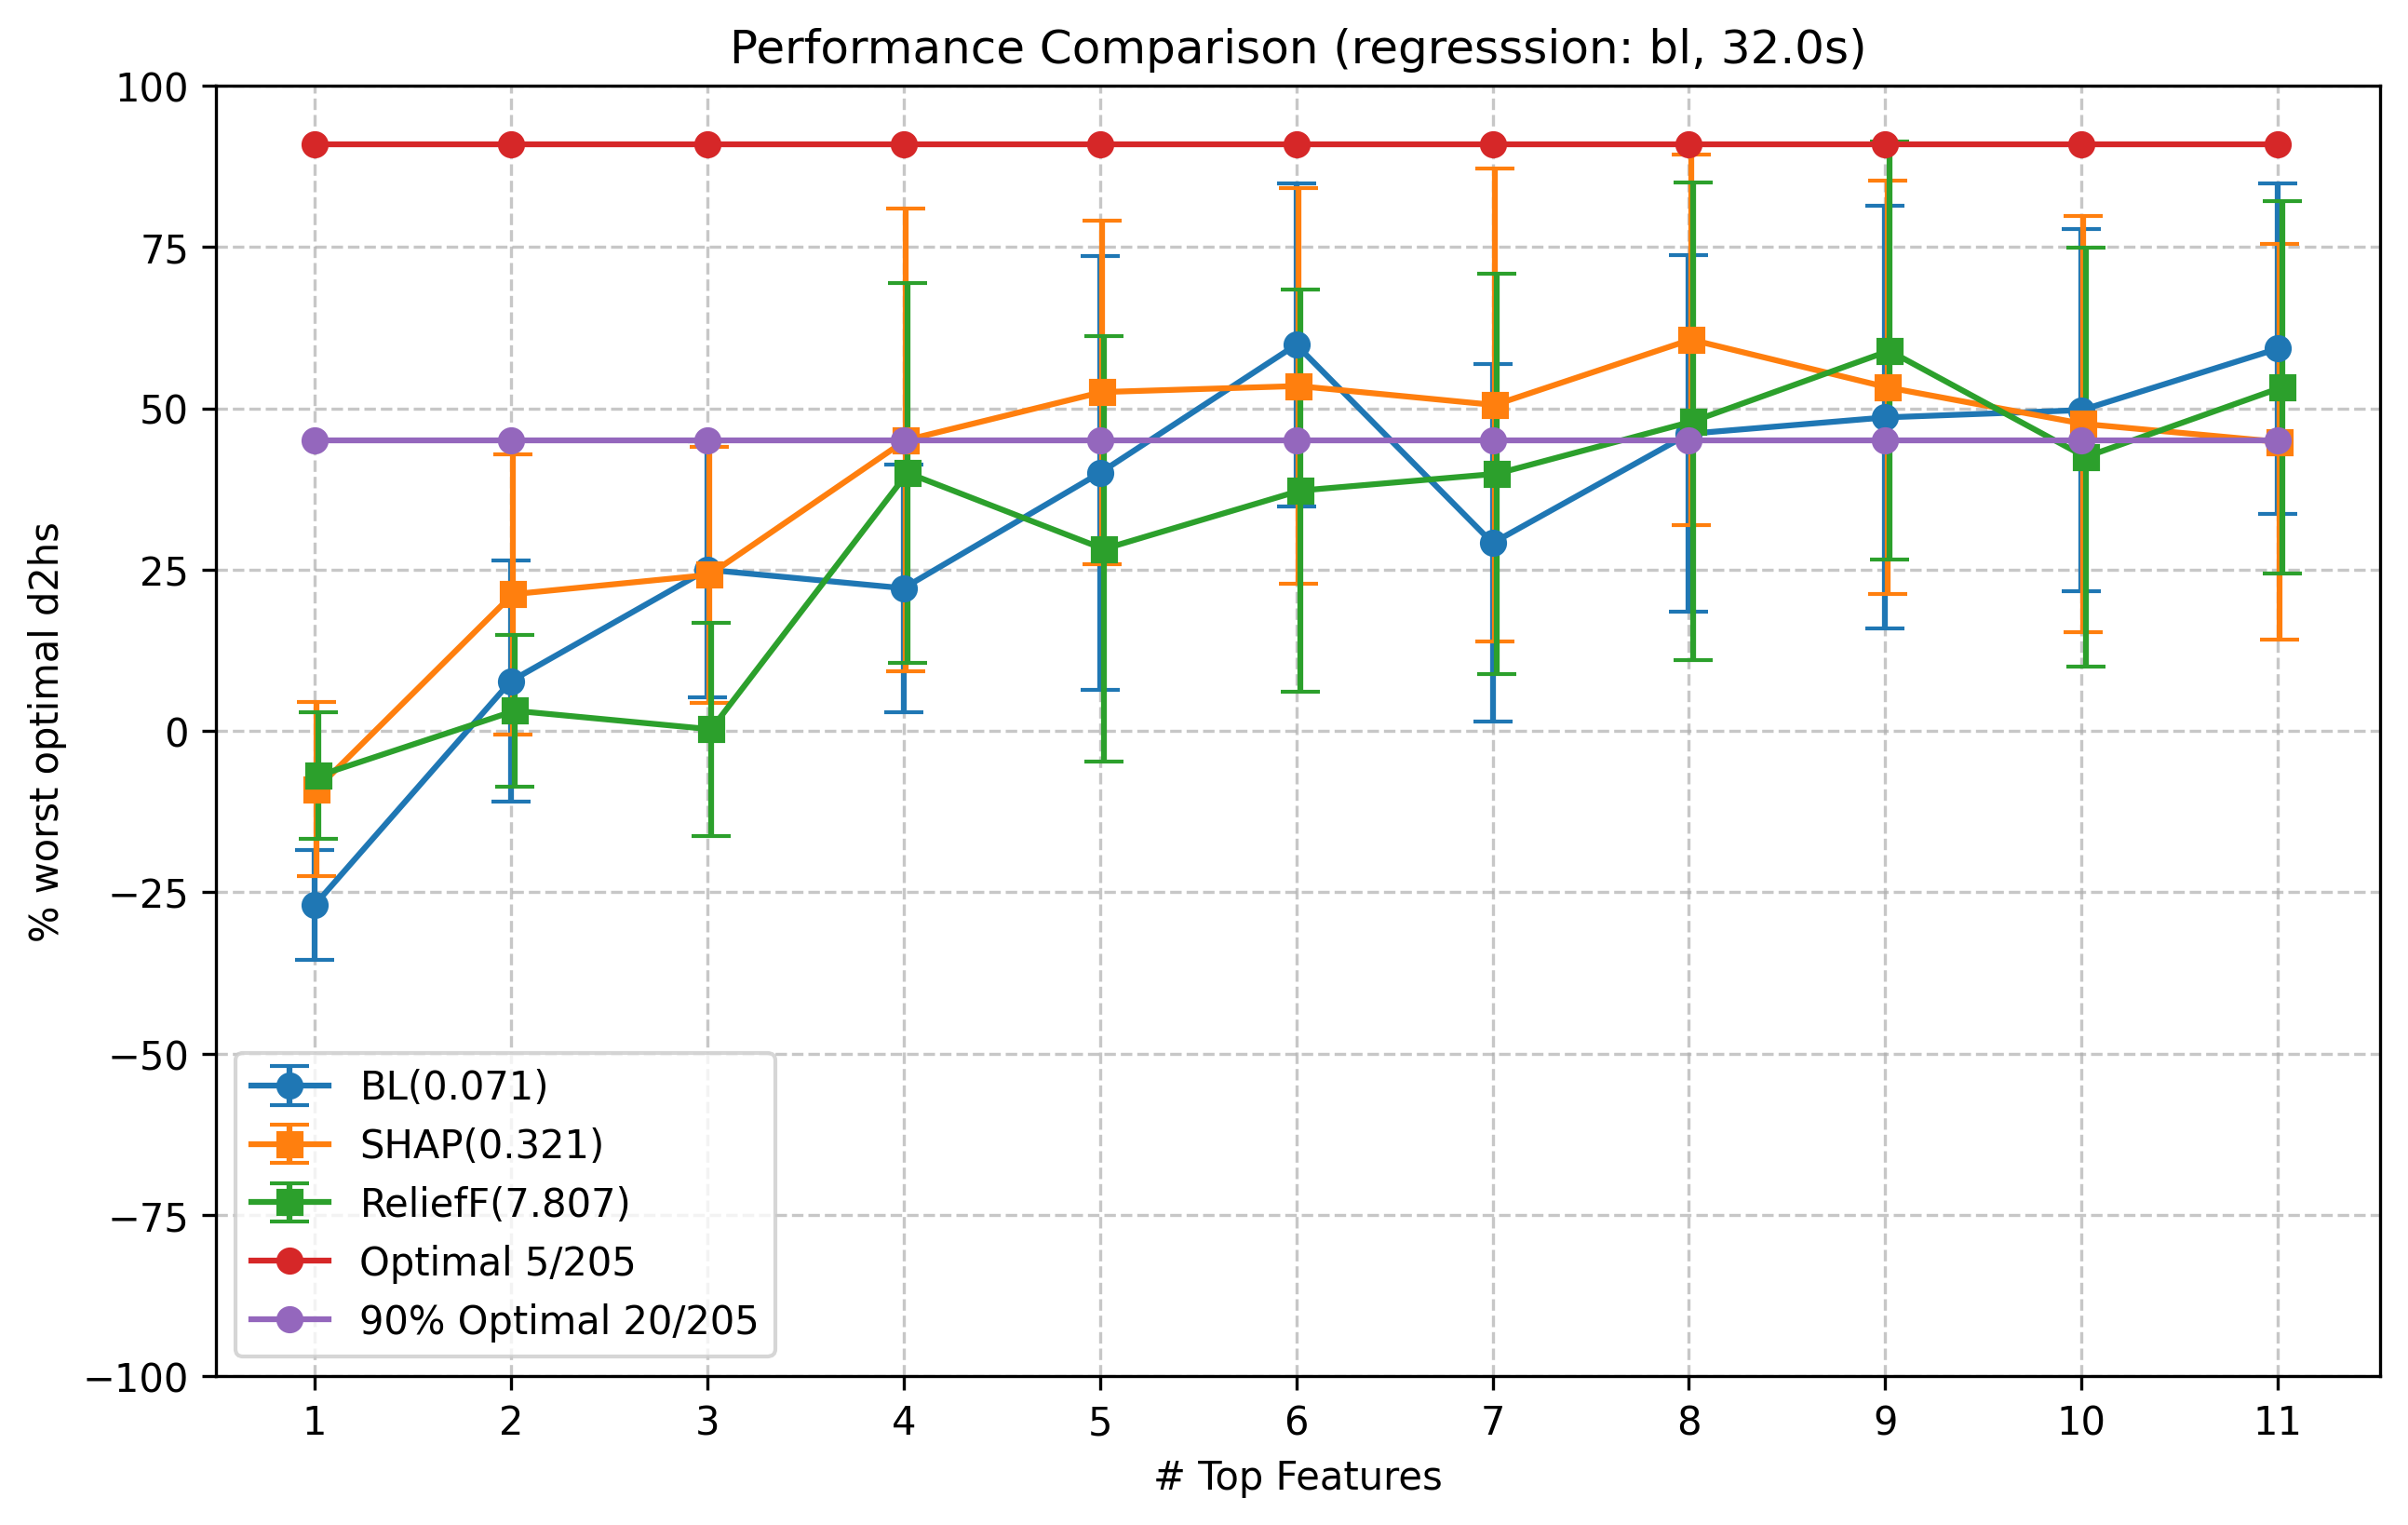 Performance Comparison (regresssion: bl, 32.0s)
% worst optimal d2hs
100
75
50
25
0
−25
−50
−75
−100
BL(0.071)
SHAP(0.321)
ReliefF(7.807)
Optimal 5/205
90% Optimal 20/205
1 2 3 4 5 6 7 8 9 10 11
# Top Features